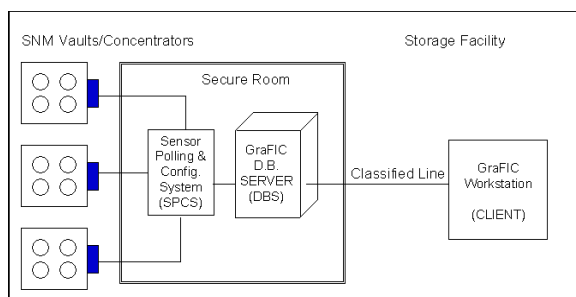 SNM Vaults/Concentrators
Storage Facility
Secure Room
Sensor
Polling &
Config.
System
(SPCS)
GraFIC
D.B.
SERVER
(DBS)
Classified Line
GraFIC
Workstation
(CLIENT)